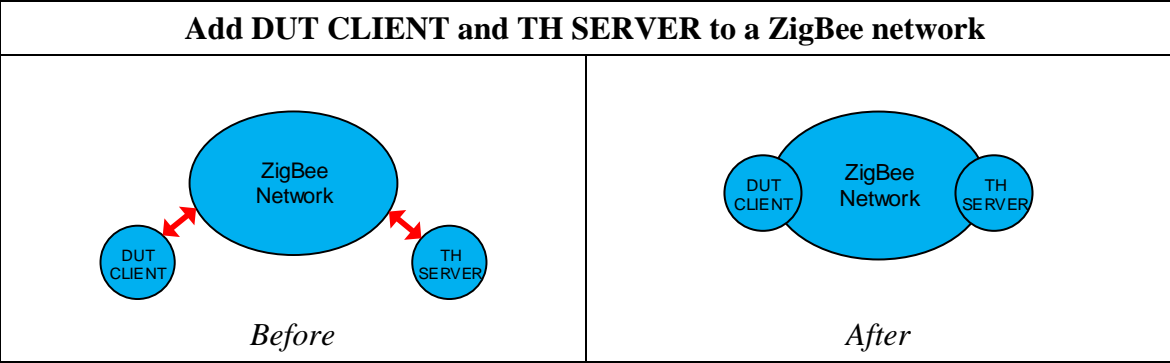 Add DUT CLIENT and TH SERVER to a ZigBee network
ZigBee
Network
DUT
CLIENT
TH
SERVER
Before
ZigBee
Network
DUT
CLIENT
TH
SERVER
After